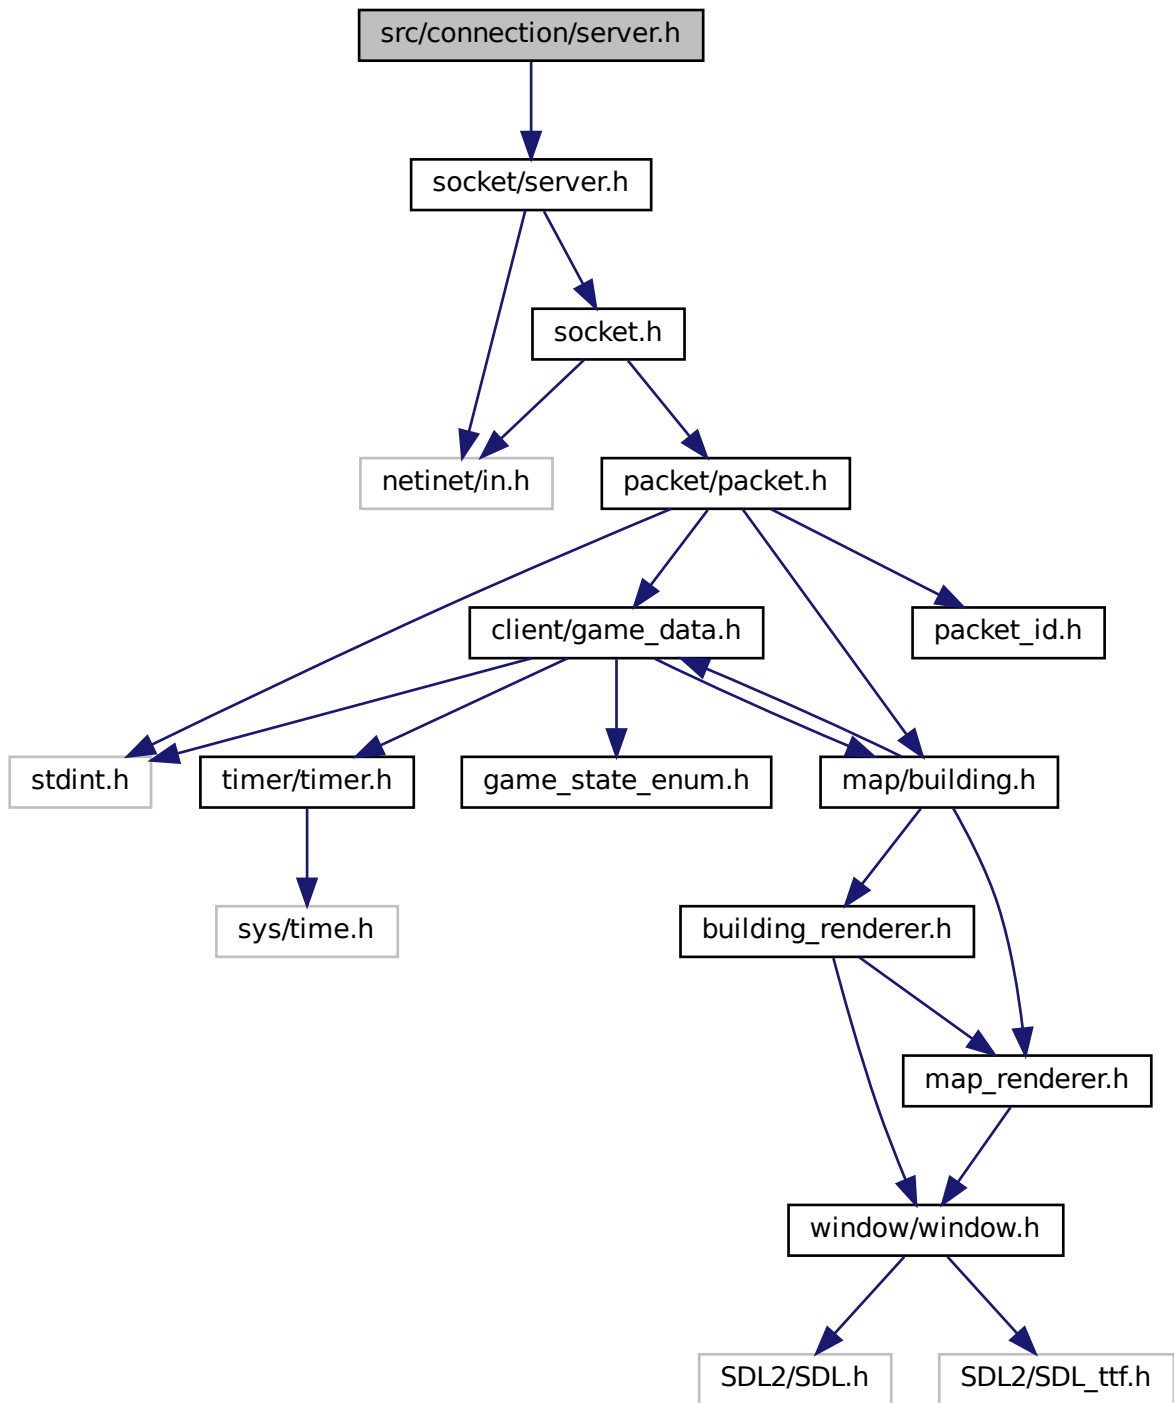 src/connection/server.h
socket/server.h
socket.h
netinet/in.h
packet/packet.h
client/game_data.h
packet_id.h
stdint.h
timer/timer.h
game_state_enum.h
map/building.h
sys/time.h
building_renderer.h
map_renderer.h
window/window.h
SDL2/SDL.h
SDL2/SDL_ttf.h